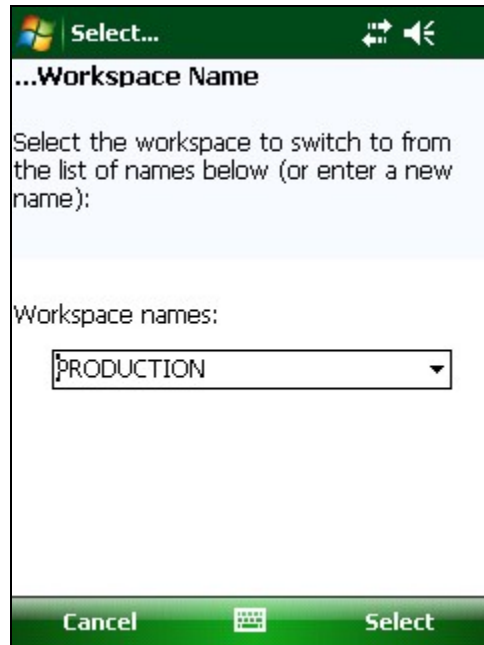 Select...
...Workspace Name
Select the workspace to switch to from
the list of names below (or enter a new
name):
Workspace names:
PRODUCTION
Cancel
Select